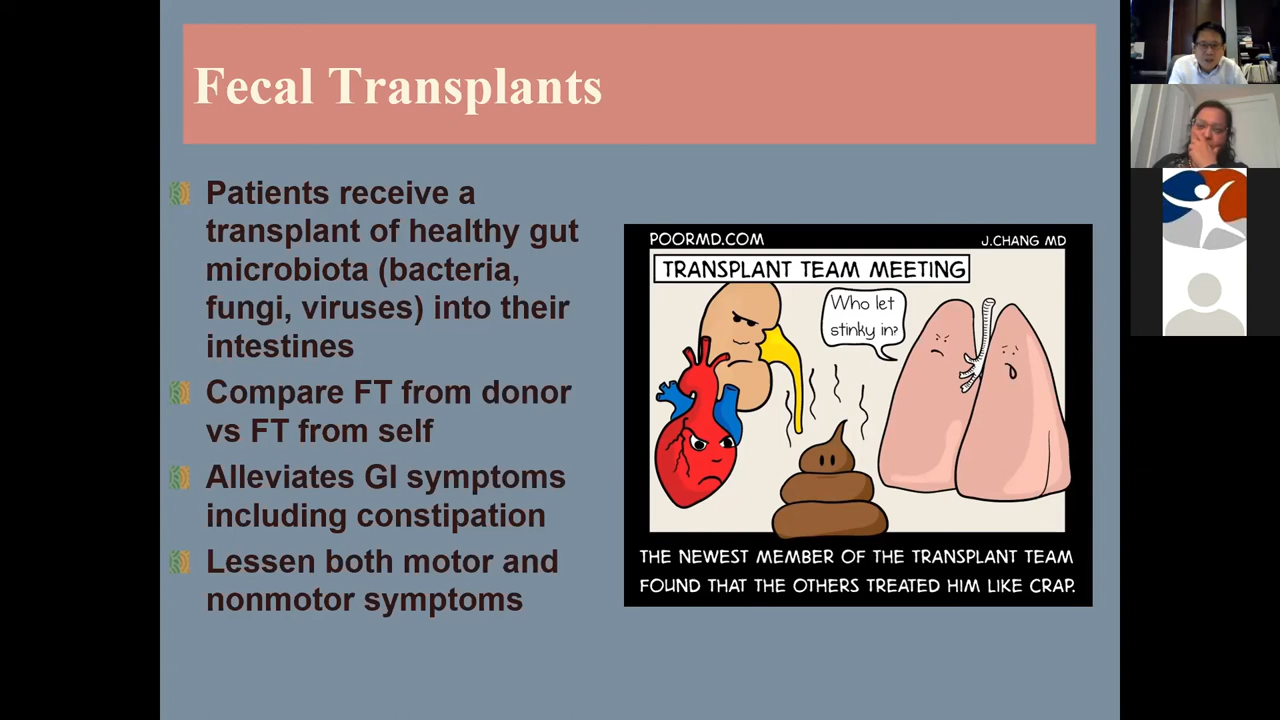 Fecal Transplants
Patients receive a
transplant of healthy gut
microbiota (bacteria,
fungi, viruses) into their
intestines
Compare FT from donor
vs FT from self
Alleviates GI symptoms
including constipation
Lessen both motor and
nonmotor symptoms
POORMD.COM
J.CHANG MD
TRANSPLANT TEAM MEETING
Who let
stinky in?
THE NEWEST MEMBER OF THE TRANSPLANT TEAM
FOUND THAT THE OTHERS TREATED HIM LIKE CRAP.